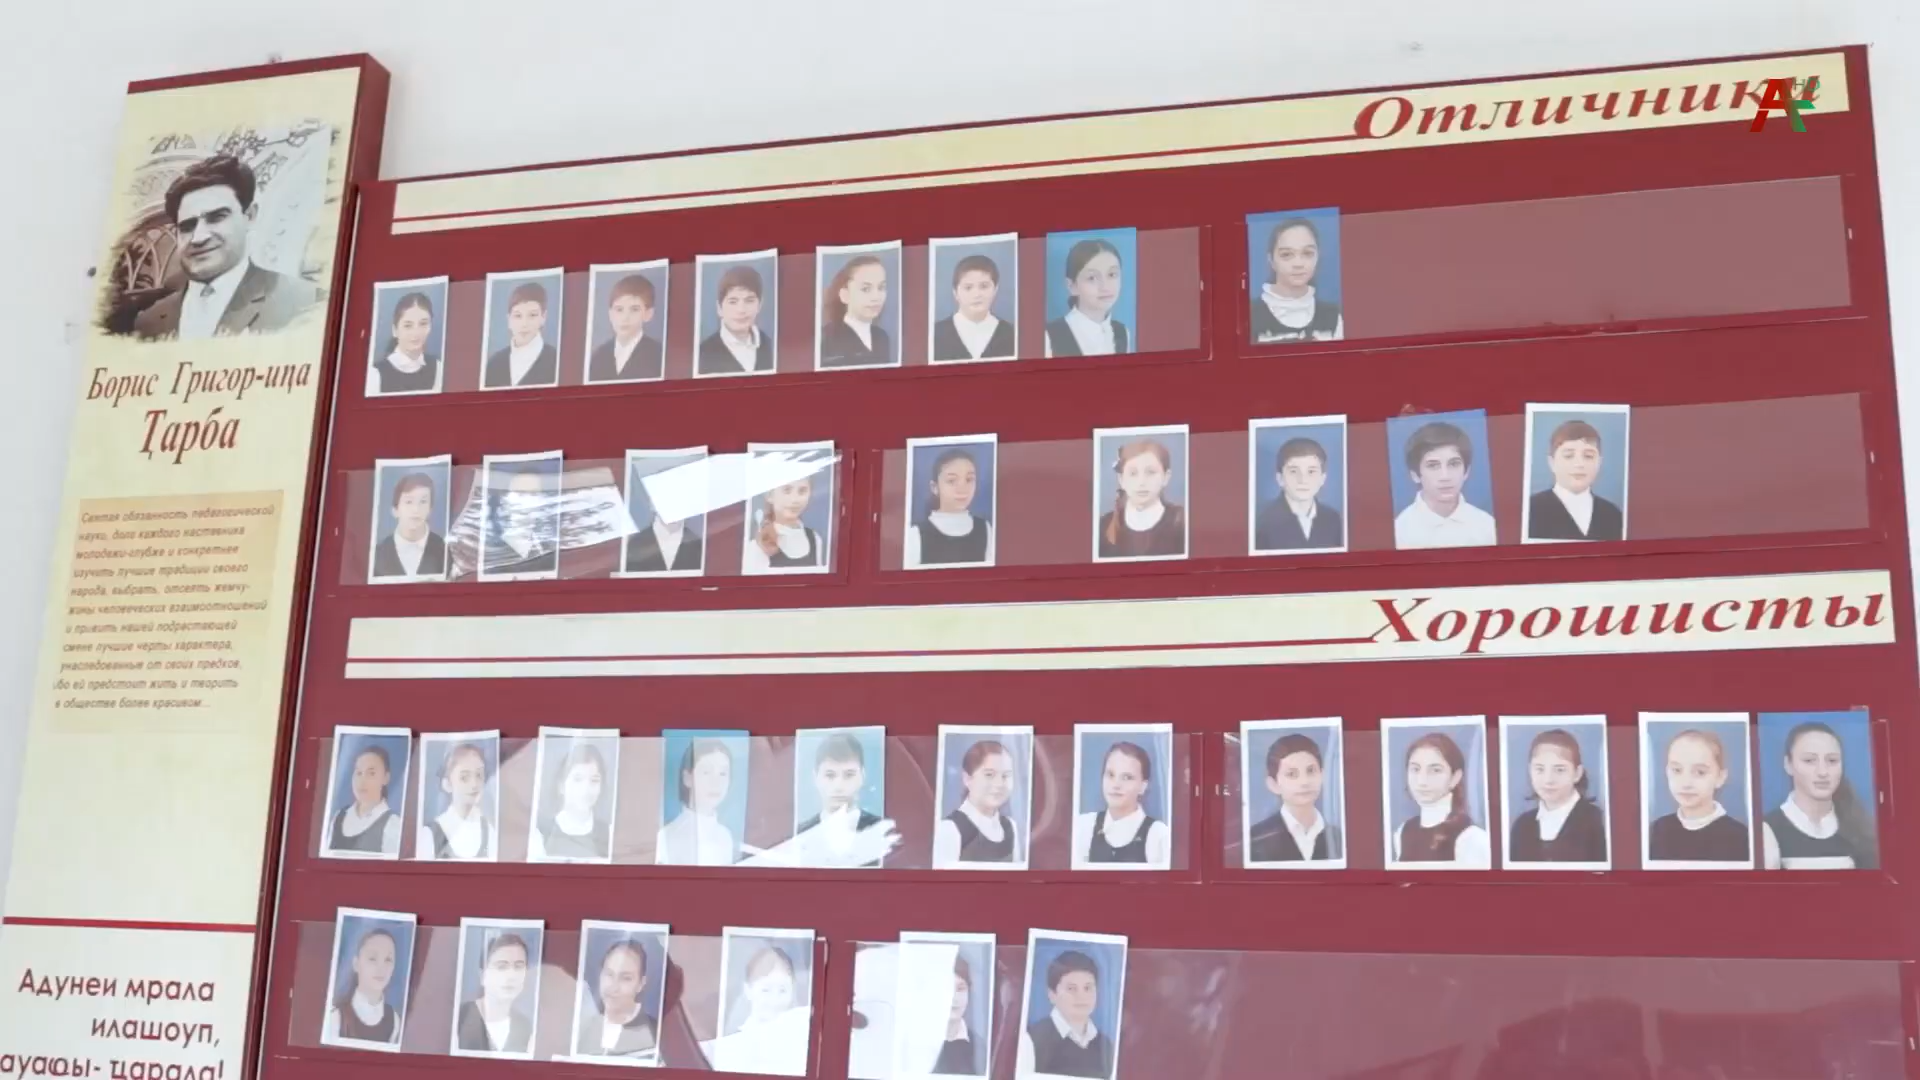 Борис Григор-иԥа
Ҭарба
Святая обязанность педагогической
науки, долг каждого наставника
молодежи-глубже и конкретнее
изучить лучшие традиции своего
народа, выбрать, отсеять жемчу-
жины человеческих взаимоотношений
и привить нашей подрастающей
смене лучшие черты характера,
унаследованные от своих предков,
ибо ей предстоит жить и творить
в обществе более красивом...
Адунеи мрала
илашоуп,
ауаҩы- ҵарала!
Отличники
Хорошисты